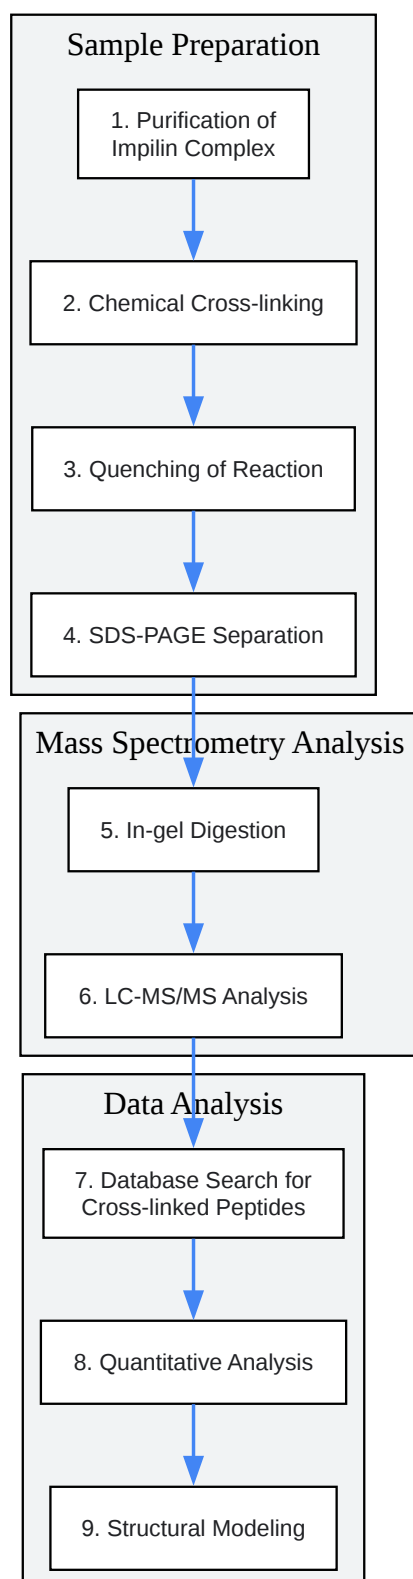 Sample Preparation
1. Purification of
Impilin Complex
2. Chemical Cross-linking
3. Quenching of Reaction
4. SDS-PAGE Separation
Mass Spectrometry Analysis
5. In-gel Digestion
6. LC-MS/MS Analysis
Data Analysis
7. Database Search for
Cross-linked Peptides
8. Quantitative Analysis
9. Structural Modeling